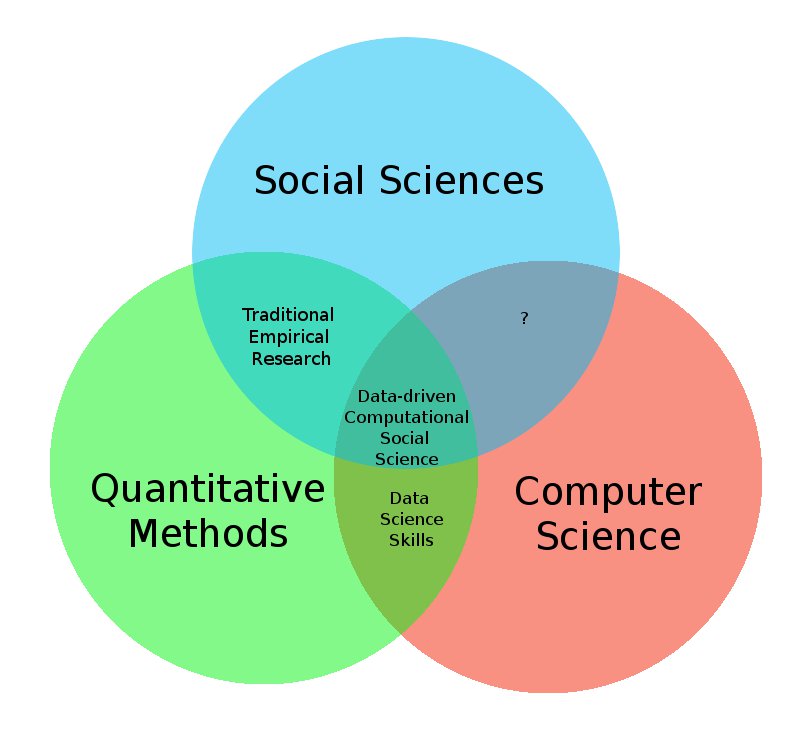 Social Sciences
Traditional
Empirical
Research
?
Data-driven
Computational
Social
Science
Quantitative
Methods
Data
Science
Skills
Computer
Science